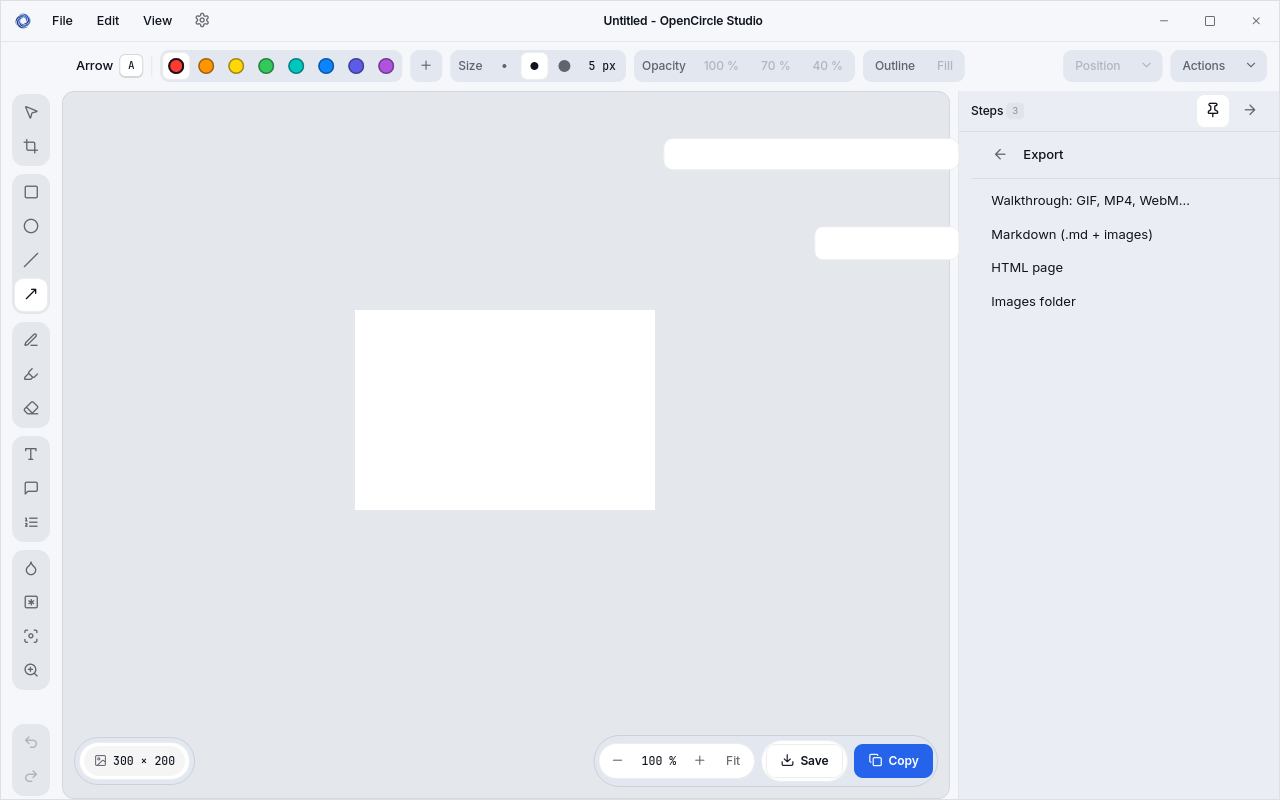 File Edit View
Untitled - OpenCircle Studio
Arrow A
Size 5 px
Opacity 100 % 70 % 40 %
Outline Fill
Position
Actions
Steps 3
Export
Walkthrough: GIF, MP4, WebM...
Markdown (.md + images)
HTML page
Images folder
300 × 200
100 %
Fit
Save
Copy